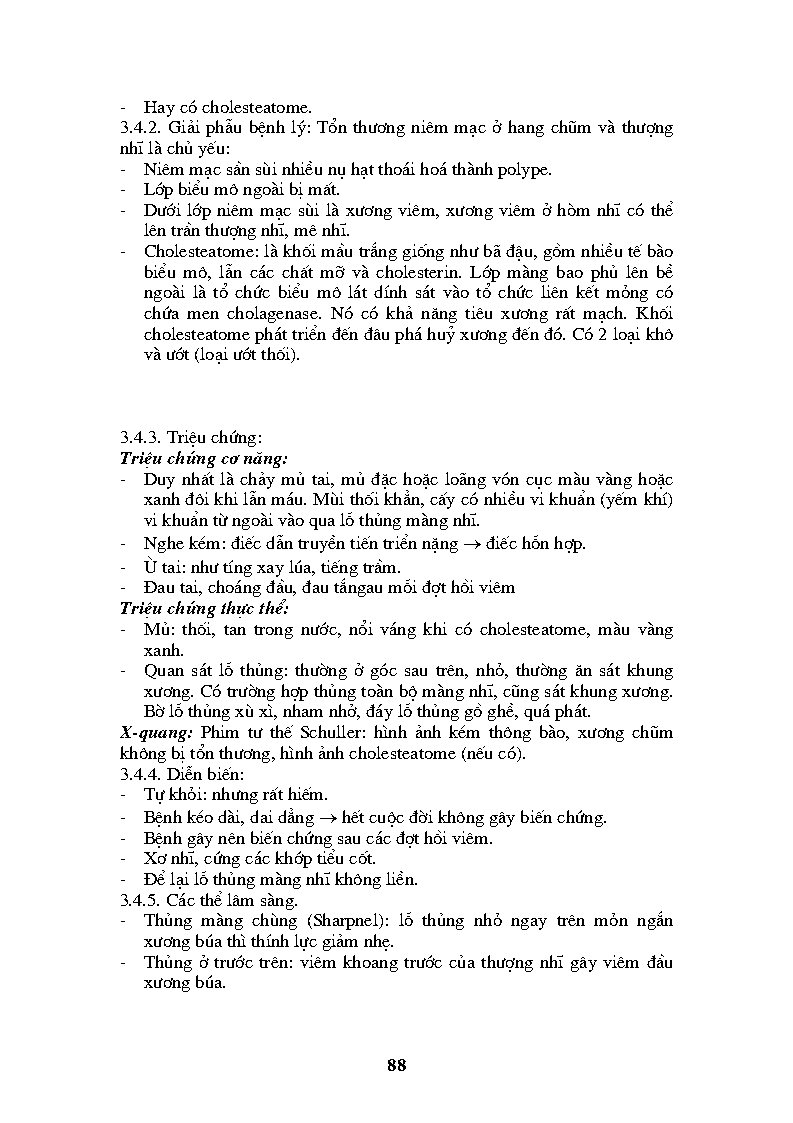 - Hay có cholesteatome.
3.4.2. Giải phẫu bệnh lý: Tổn thương niêm mạc ở hang chũm và thượng
nhĩ là chủ yếu:
- Niêm mạc sần sùi nhiều nụ hạt thoái hoá thành polype.
- Lớp biểu mô ngoài bị mất.
- Dưới lớp niêm mạc sùi là xương viêm, xương viêm ở hòm nhĩ có thể
lên trần thượng nhĩ, mê nhĩ.
- Cholesteatome: là khối mầu trắng giống như bã đậu, gồm nhiều tế bào
biểu mô, lẫn các chất mỡ và cholesterin. Lớp màng bao phủ lên bề
ngoài là tổ chức biểu mô lát dính sát vào tổ chức liên kết mỏng có
chứa men cholagenase. Nó có khả năng tiêu xương rất mạch. Khối
cholesteatome phát triển đến đâu phá huỷ xương đến đó. Có 2 loại khô
và ướt (loại ướt thối).
3.4.3. Triệu chứng:
Triệu chứng cơ năng:
- Duy nhất là chảy mủ tai, mủ đặc hoặc loãng vón cục màu vàng hoặc
xanh đôi khi lẫn máu. Mùi thối khẳn, cấy có nhiều vi khuẩn (yếm khí)
vi khuẩn từ ngoài vào qua lỗ thủng màng nhĩ.
- Nghe kém: điếc dẫn truyền tiến triển nặng → điếc hỗn hợp.
- Ù tai: như tíng xay lúa, tiếng trầm.
- Đau tai, choáng đầu, đau tắngau mỗi đợt hồi viêm
Triệu chứng thực thể:
- Mủ: thối, tan trong nước, nổi váng khi có cholesteatome, màu vàng
xanh.
- Quan sát lỗ thủng: thường ở góc sau trên, nhỏ, thường ăn sát khung
xương. Có trường hợp thủng toàn bộ màng nhĩ, cũng sát khung xương.
Bờ lỗ thủng xù xì, nham nhở, đáy lỗ thủng gồ ghề, quá phát.
X-quang: Phim tư thế Schuller: hình ảnh kém thông bào, xương chũm
không bị tổn thương, hình ảnh cholesteatome (nếu có).
3.4.4. Diễn biến:
- Tự khỏi: nhưng rất hiếm.
- Bệnh kéo dài, dai dẳng → hết cuộc đời không gây biến chứng.
- Bệnh gây nên biến chứng sau các đợt hồi viêm.
- Xơ nhĩ, cứng các khớp tiểu cốt.
- Để lại lỗ thủng màng nhĩ không liền.
3.4.5. Các thể lâm sàng.
- Thủng màng chùng (Sharpnel): lỗ thủng nhỏ ngay trên mỏn ngắn
xương búa thì thính lực giảm nhẹ.
- Thủng ở trước trên: viêm khoang trước của thượng nhĩ gây viêm đầu
xương búa.
88